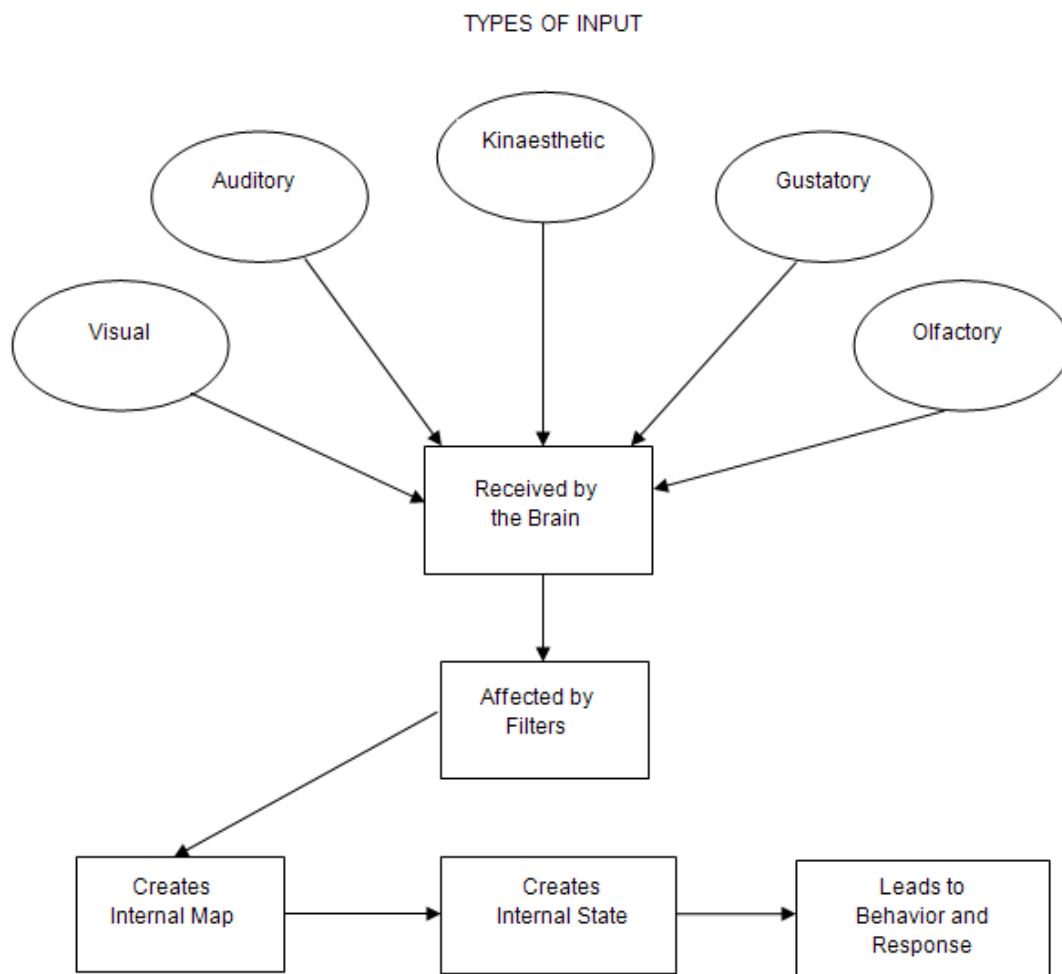 TYPES OF INPUT
Kinaesthetic
Auditory
Gustatory
Visual
Olfactory
Received by
the Brain
Affected by
Filters
Creates
Internal Map
Creates
Internal State
Leads to
Behavior and
Response